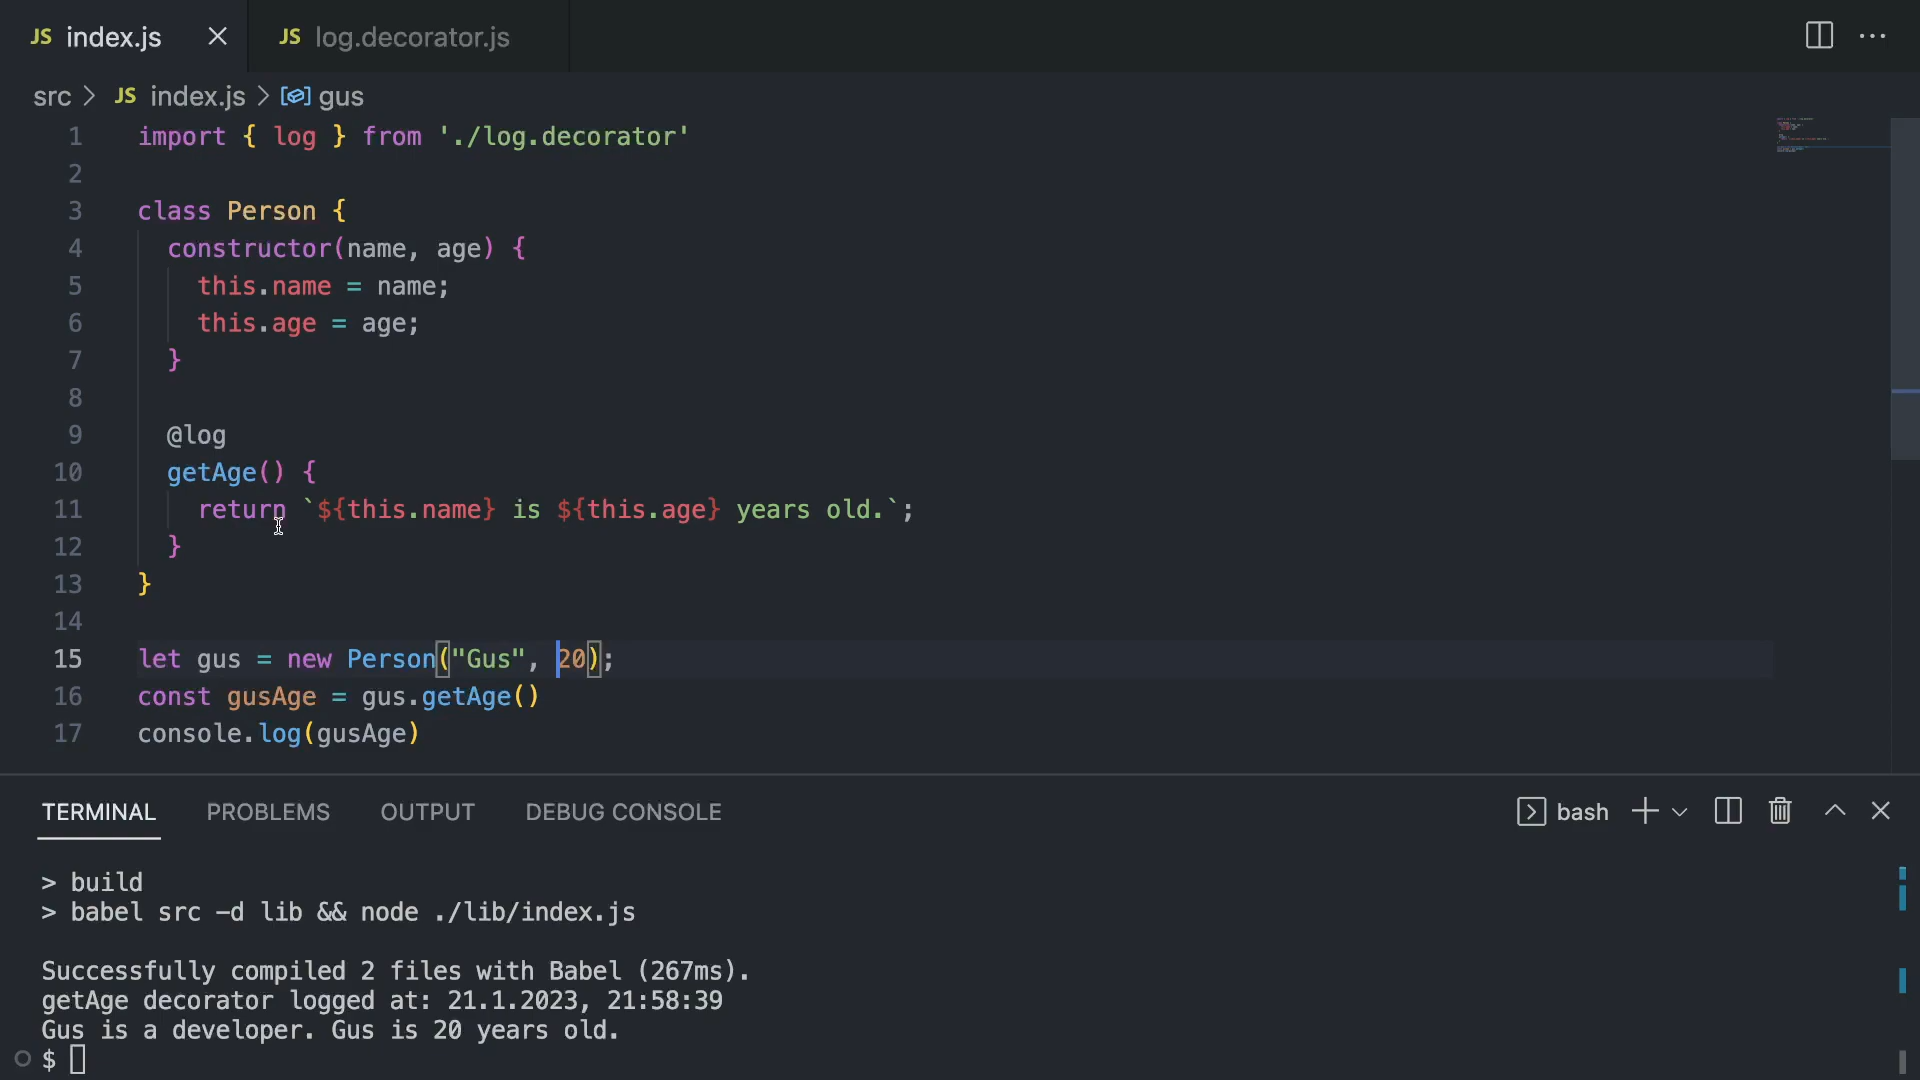 JS index.js
JS log.decorator.js
src > JS index.js > gus
1 import { log } from './log.decorator'
2
3 class Person {
4 constructor(name, age) {
5 this.name = name;
6 this.age = age;
7 }
8
9 @log
10 getAge() {
11 return `${this.name} is ${this.age} years old.`;
12 }
13 }
14
15 let gus = new Person("Gus", 20);
16 const gusAge = gus.getAge()
17 console.log(gusAge)
TERMINAL PROBLEMS OUTPUT DEBUG CONSOLE bash
> build
> babel src -d lib && node ./lib/index.js
Successfully compiled 2 files with Babel (267ms).
getAge decorator logged at: 21.1.2023, 21:58:39
Gus is a developer. Gus is 20 years old.
$